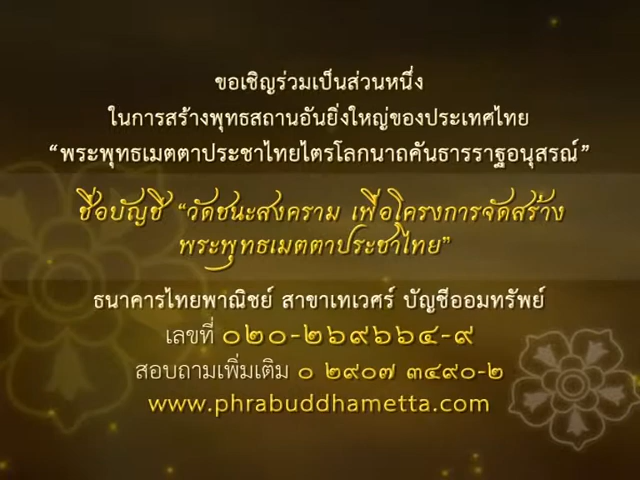 ขอเชิญร่วมเป็นส่วนหนึ่ง
ในการสร้างพุทธสถานอันยิ่งใหญ่ของประเทศไทย
“พระพุทธเมตตาประชาไทยไตรโลกนาถคันธารราฐอนุสรณ์”
ชื่อบัญชี “วัดชนะสงคราม เพื่อโครงการจัดสร้าง
พระพุทธเมตตาประชาไทย”
ธนาคารไทยพาณิชย์ สาขาเทเวศร์ บัญชีออมทรัพย์
เลขที่ ๐๒๐-๒๖๙๖๖๔-๙
สอบถามเพิ่มเติม ๐ ๒๙๐๗ ๓๔๙๐-๒
www.phrabuddhametta.com